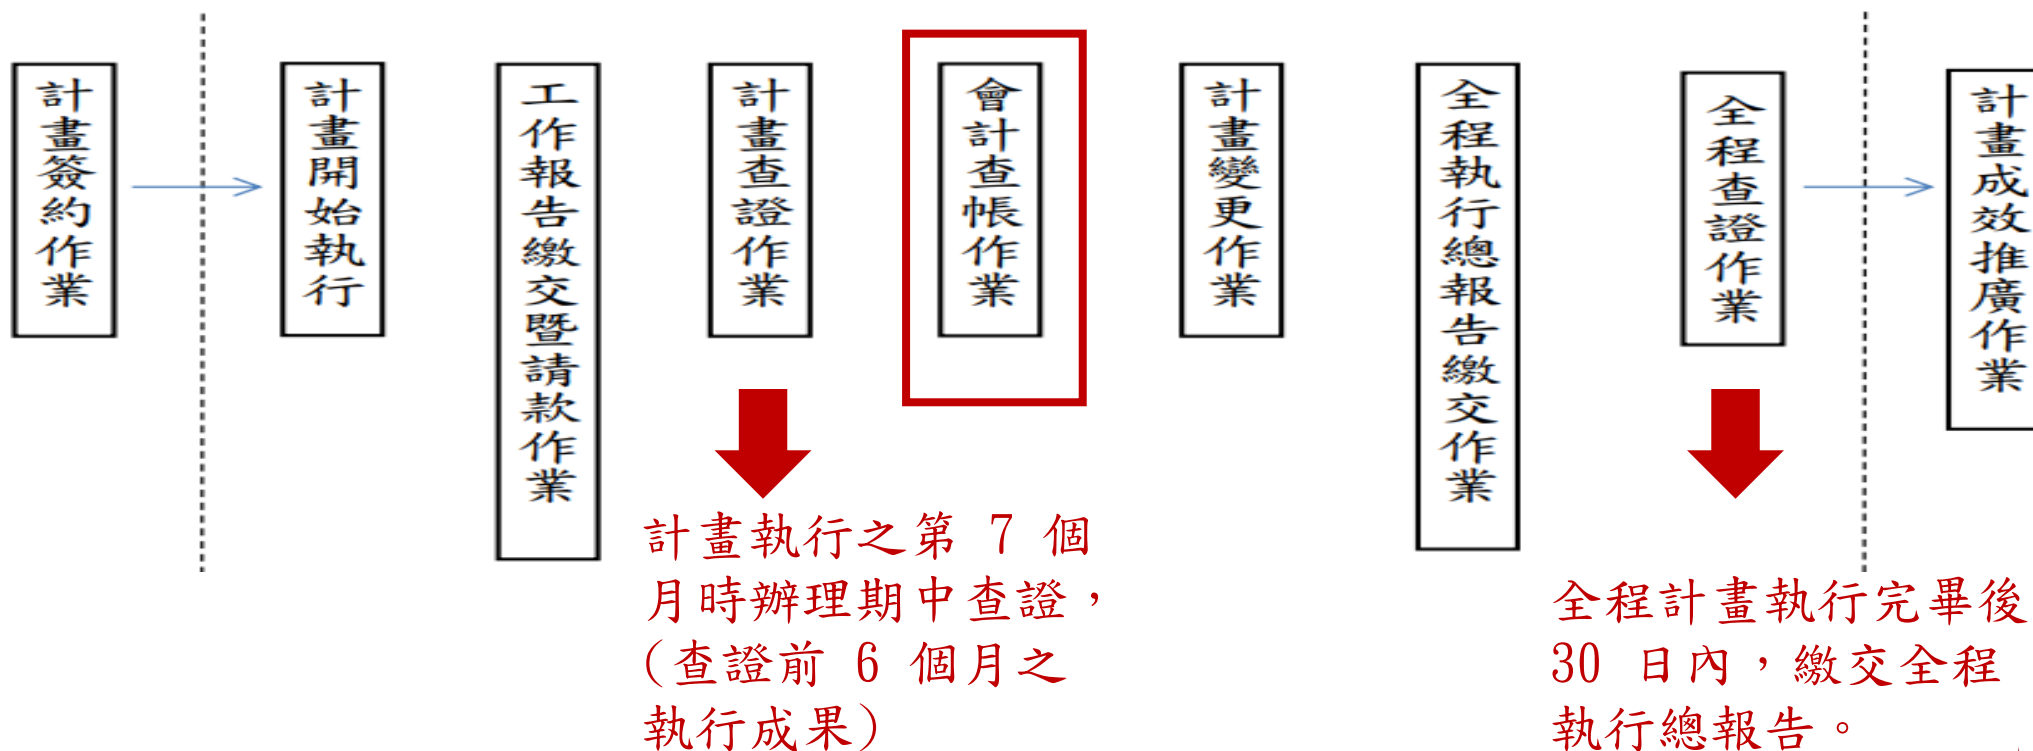 計畫簽約作業
計畫開始執行
工作報告繳交暨請款作業
計畫查證作業
會計查帳作業
計畫變更作業
全程執行總報告繳交作業
全程查證作業
計畫成效推廣作業
計畫執行之第 7 個
月時辦理期中查證，
(查證前 6 個月之
執行成果)
全程計畫執行完畢後
30 日內，繳交全程
執行總報告。